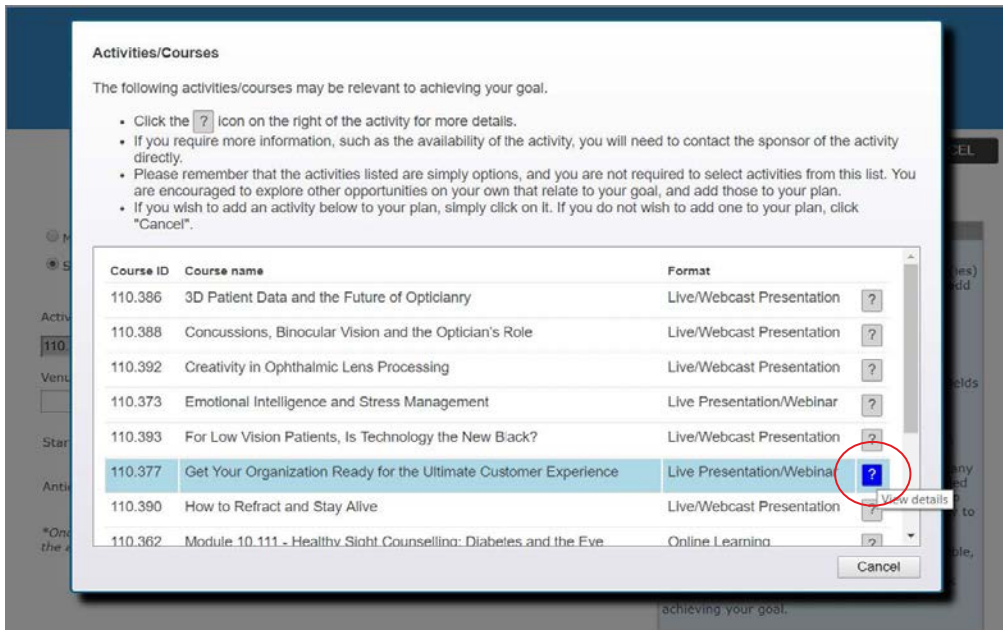 Activities/Courses
The following activities/courses may be relevant to achieving your goal.
• Click the ? icon on the right of the activity for more details.
• If you require more information, such as the availability of the activity, you will need to contact the sponsor of the activity
directly.
• Please remember that the activities listed are simply options, and you are not required to select activities from this list. You
are encouraged to explore other opportunities on your own that relate to your goal, and add those to your plan.
• If you wish to add an activity below to your plan, simply click on it. If you do not wish to add one to your plan, click
"Cancel".
Course ID Course name Format
110.386 3D Patient Data and the Future of Opticianry Live/Webcast Presentation ?
110.388 Concussions, Binocular Vision and the Optician's Role Live/Webcast Presentation ?
110.392 Creativity in Ophthalmic Lens Processing Live/Webcast Presentation ?
110.373 Emotional Intelligence and Stress Management Live Presentation/Webinar ?
110.393 For Low Vision Patients, Is Technology the New Black? Live/Webcast Presentation ?
110.377 Get Your Organization Ready for the Ultimate Customer Experience Live Presentation/Webinar ?
View details
110.390 How to Refract and Stay Alive Live/Webcast Presentation ?
110.362 Module 10.111 - Healthy Sight Counselling: Diabetes and the Eye Online Learning ?
Cancel
110.
achieving your goal.